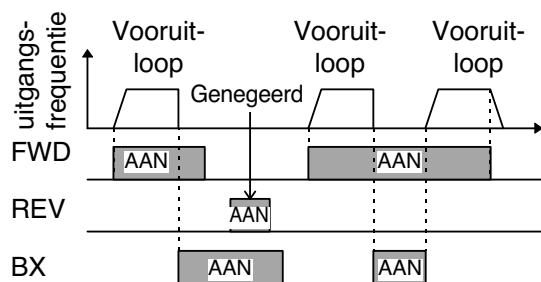 Vooruit-
loop
Vooruit-
loop
Vooruit-
loop
uitgangs-
frequentie
Genegeerd
FWD
AAN
AAN
REV
AAN
BX
AAN
AAN